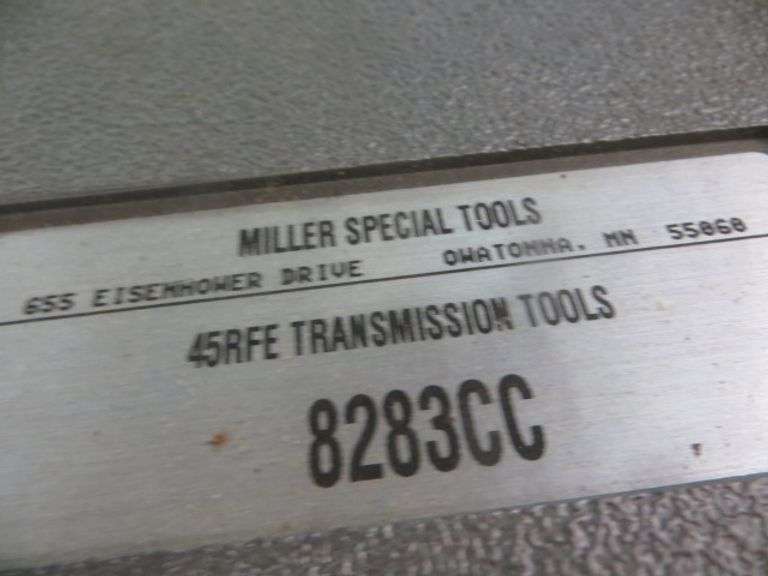 MILLER SPECIAL TOOLS
655 EISENHOWER DRIVE OWATONNA, MN 55060
45RFE TRANSMISSION TOOLS
8283CC